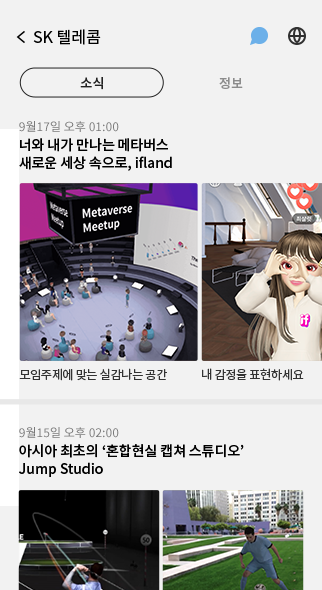 SK 텔레콤
소식
정보
9월17일 오후 01:00
너와 내가 만나는 메타버스
새로운 세상 속으로, ifland
Metaverse
Meetup
Metaverse
Meetup
모임주제에 맞는 실감나는 공간
내 감정을 표현하세요
9월15일 오후 02:00
아시아 최초의 ‘혼합현실 캡쳐 스튜디오’
Jump Studio